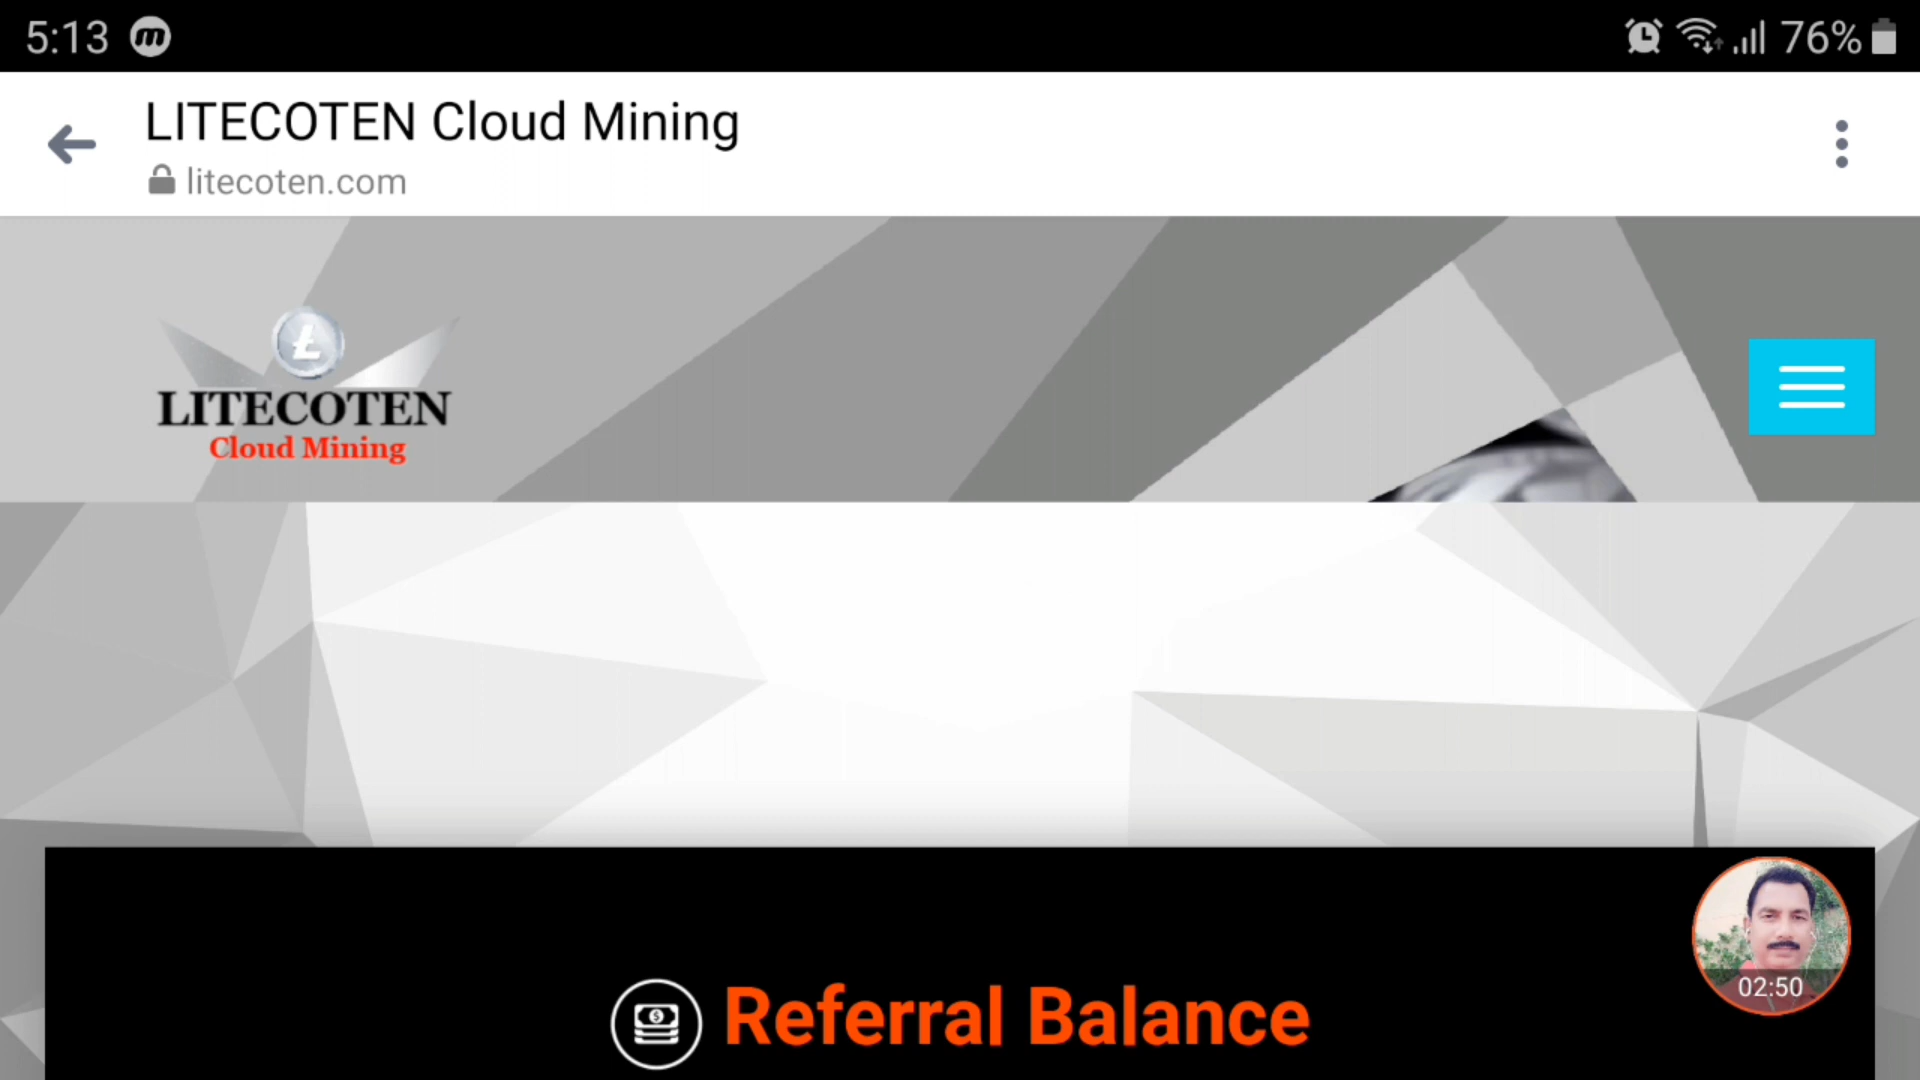 5:13 m 76%
LITECOTEN Cloud Mining
litecoten.com
Ł
LITECOTEN
Cloud Mining
02:50
$ Referral Balance